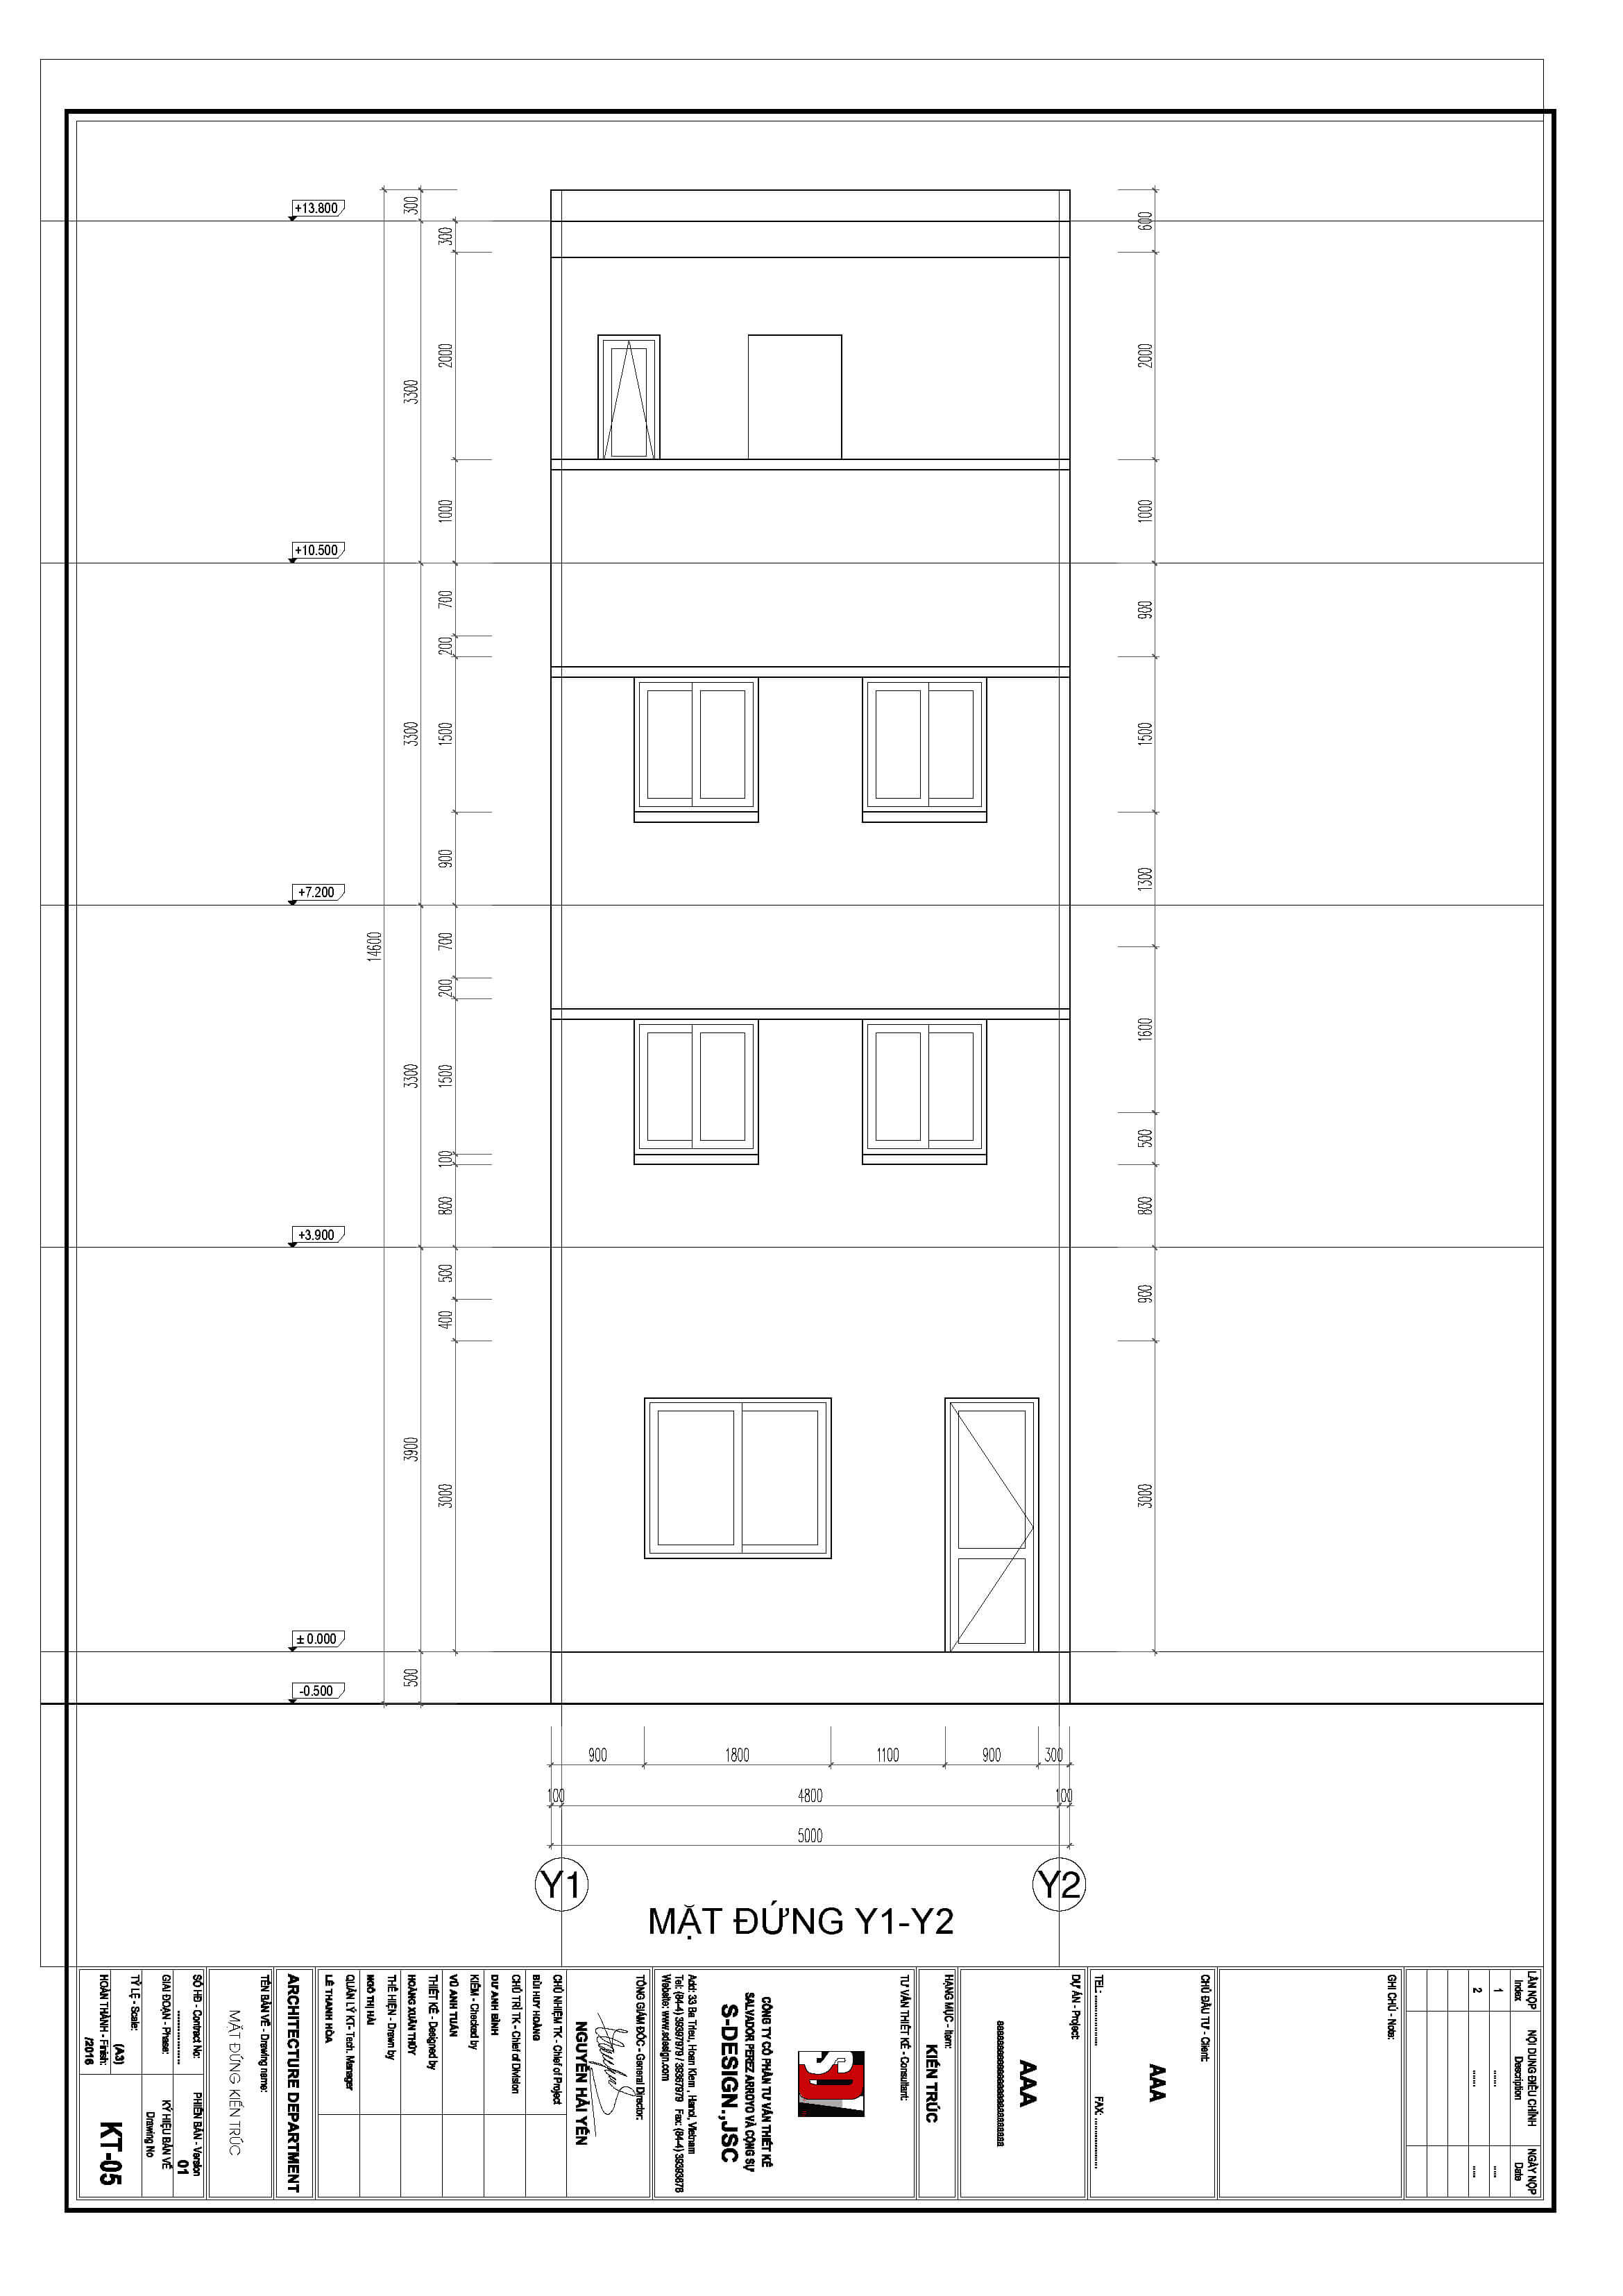 +13.800
+10.500
+7.200
+3.900
± 0.000
-0.500
300
3300
3300
3300
3900
500
14600
300
2000
1000
700
200
1500
900
700
200
1500
100
800
500
400
3000
600
2000
1000
900
1500
1300
1600
500
800
900
3000
900 1800 1100 900 300
100 4800 100
5000
Y1 Y2
MẶT ĐỨNG Y1-Y2
LẦN NỘP
Index
NỘI DUNG ĐIỀU CHỈNH
Description
NGÀY NỘP
Date
1 ...... .....
2 ...... .....
GHI CHÚ - Note:
CHỦ ĐẦU TƯ - Client:
AAA
TEL: .................... FAX: ....................
DỰ ÁN - Project:
AAA
HẠNG MỤC - Item:
KIẾN TRÚC
TƯ VẤN THIẾT KẾ - Consultant:
CÔNG TY CỔ PHẦN TƯ VẤN THIẾT KẾ
SALVADOR PEREZ ARROYO VÀ CỘNG SỰ
S-DESIGN.,JSC
Add: 33 Ba Trieu, Hoan Kiem , Hanoi, Vietnam
Tel: (84-4) 39397979 / 39367979 Fax: (84-4) 39393678
Website: www.sdesign.com
TỔNG GIÁM ĐỐC - General Director:
NGUYỄN HẢI YẾN
CHỦ NHIỆM TK - Chief of Project
BÙI HUY HOÀNG
CHỦ TRÌ TK - Chief of Division
DƯ ANH BÌNH
KIỂM - Checked by
VŨ ANH TUẤN
THIẾT KẾ - Designed by
HOÀNG XUÂN THỦY
THỂ HIỆN - Drawn by
NGÔ THỊ HẢI
QUẢN LÝ KT- Tech. Manager
LÊ THANH HÒA
ARCHITECTURE DEPARTMENT
TÊN BẢN VẼ - Drawing name:
MẶT ĐỨNG KIẾN TRÚC
SỐ HĐ - Contract No:
PHIÊN BẢN - Version
01
GIAI ĐOẠN - Phase:
KÝ HIỆU BẢN VẼ
Drawing No
TỶ LỆ - Scale:
(A3)
HOÀN THÀNH - Finish:
/2016
KT-05